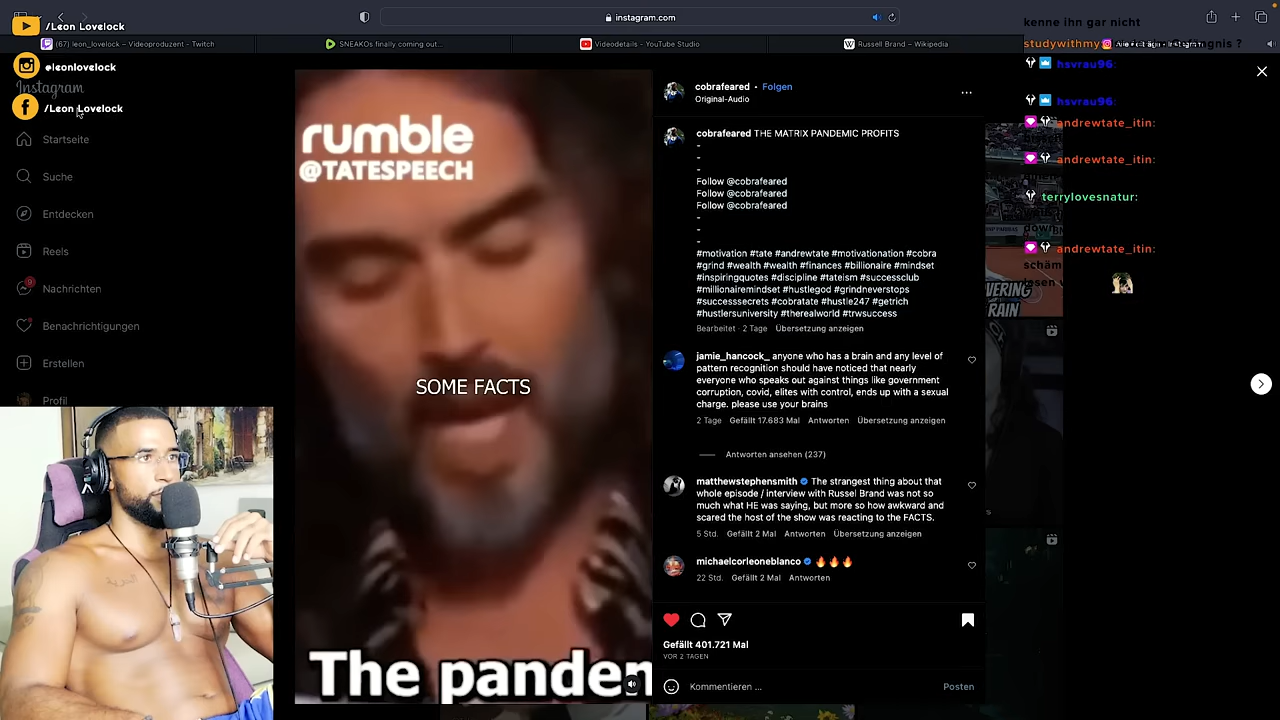 /Leon Lovelock
instagram.com
kenne ihn gar nicht
(67) leon_lovelock – Videoproduzent - Twitch
SNEAKOs finally coming out...
Videodetails - YouTube Studio
Russell Brand – Wikipedia
@leonlovelock
Instagram
/Leon Lovelock
Startseite
Suche
Entdecken
Reels
9
Nachrichten
Benachrichtigungen
Erstellen
Profil
rumble
@TATESPEECH
SOME FACTS
The panden
cobrafeared • Folgen
Original-Audio
cobrafeared THE MATRIX PANDEMIC PROFITS
-
-
-
Follow @cobrafeared
Follow @cobrafeared
Follow @cobrafeared
-
-
-
#motivation #tate #andrewtate #motivationation #cobra
#grind #wealth #wealth #finances #billionaire #mindset
#inspiringquotes #discipline #tateism #successclub
#millionairemindset #hustlegod #grindneverstops
#successsecrets #cobratate #hustle247 #getrich
#hustlersuniversity #therealworld #trwsuccess
Bearbeitet · 2 Tage Übersetzung anzeigen
jamie_hancock_ anyone who has a brain and any level of
pattern recognition should have noticed that nearly
everyone who speaks out against things like government
corruption, covid, elites with control, ends up with a sexual
charge. please use your brains
2 Tage Gefällt 17.683 Mal Antworten Übersetzung anzeigen
Antworten ansehen (237)
matthewstephensmith The strangest thing about that
whole episode / interview with Russel Brand was not so
much what HE was saying, but more so how awkward and
scared the host of the show was reacting to the FACTS.
5 Std. Gefällt 2 Mal Antworten Übersetzung anzeigen
michaelcorleoneblanco 🔥🔥🔥
22 Std. Gefällt 2 Mal Antworten
Gefällt 401.721 Mal
VOR 2 TAGEN
Kommentieren ...
Posten
studywithmy
hsvrau96:
hsvrau96:
andrewtate_itin:
andrewtate_itin:
terrylovesnatur:
down
andrewtate_itin:
schäm
lesen
VERING
RAIN